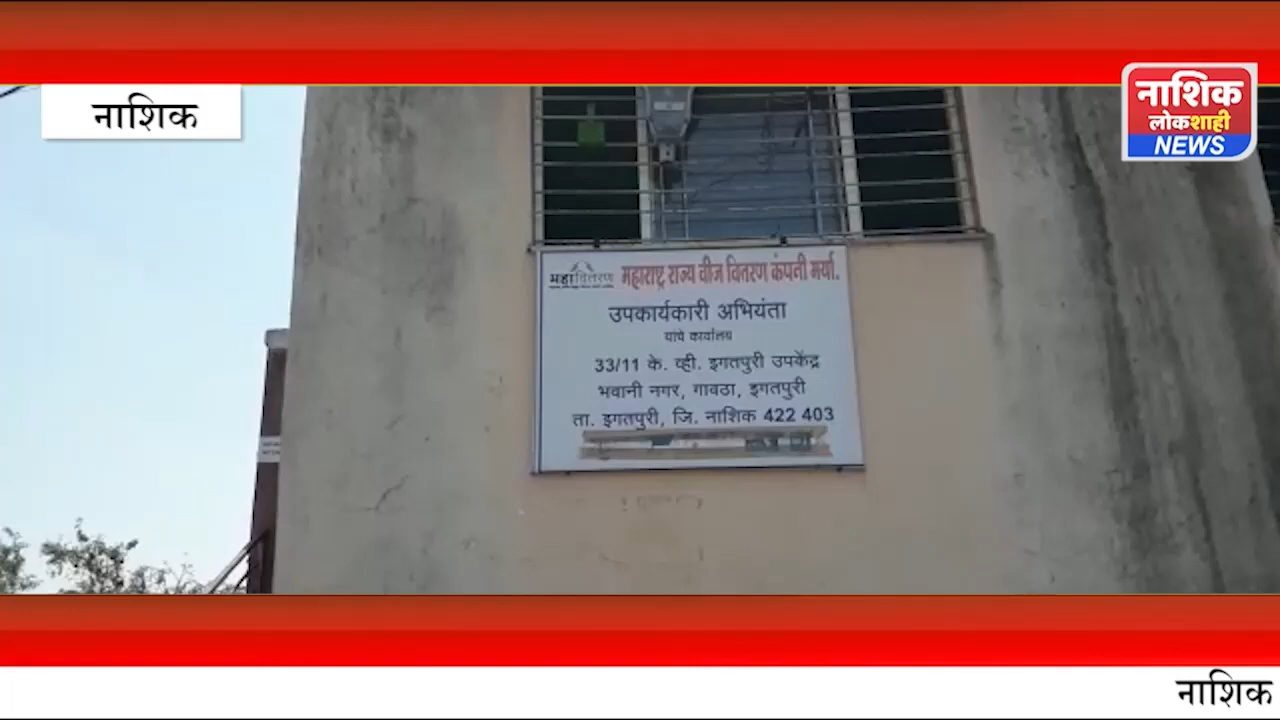 नाशिक
नाशिक
लोकशाही
NEWS
महावितरण
महाराष्ट्र राज्य वीज वितरण कंपनी मर्या.
उपकार्यकारी अभियंता
यांचे कार्यालय
33/11 के. व्ही. इगतपुरी उपकेंद्र
भवानी नगर, गावठा, इगतपुरी
ता. इगतपुरी, जि. नाशिक 422 403
नाशिक